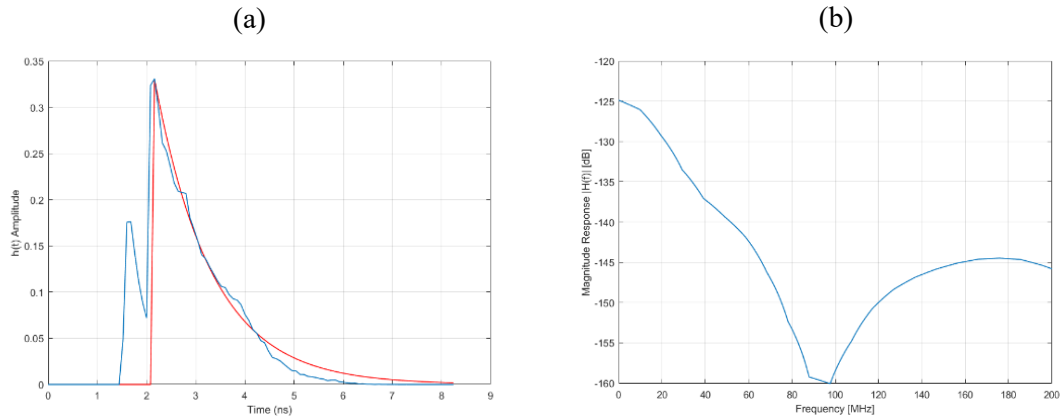 (a)
h(t) Amplitude
0.35
0.3
0.25
0.2
0.15
0.1
0.05
0
0 1 2 3 4 5 6 7 8 9
Time (ns)
(b)
Magnitude Response |H(f)| [dB]
-120
-125
-130
-135
-140
-145
-150
-155
-160
0 20 40 60 80 100 120 140 160 180 200
Frequency [MHz]